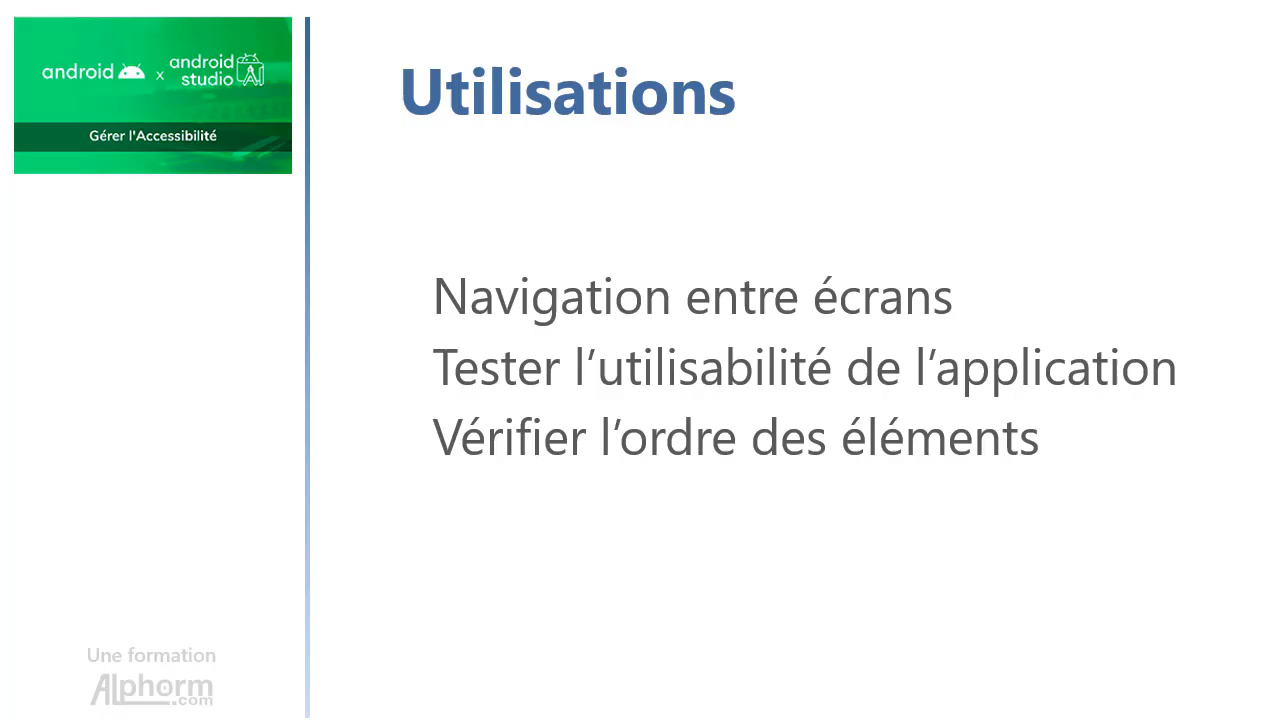 android x android studio
Gérer l'Accessibilité
Utilisations
Navigation entre écrans
Tester l’utilisabilité de l’application
Vérifier l’ordre des éléments
Une formation
Alphorm
.com